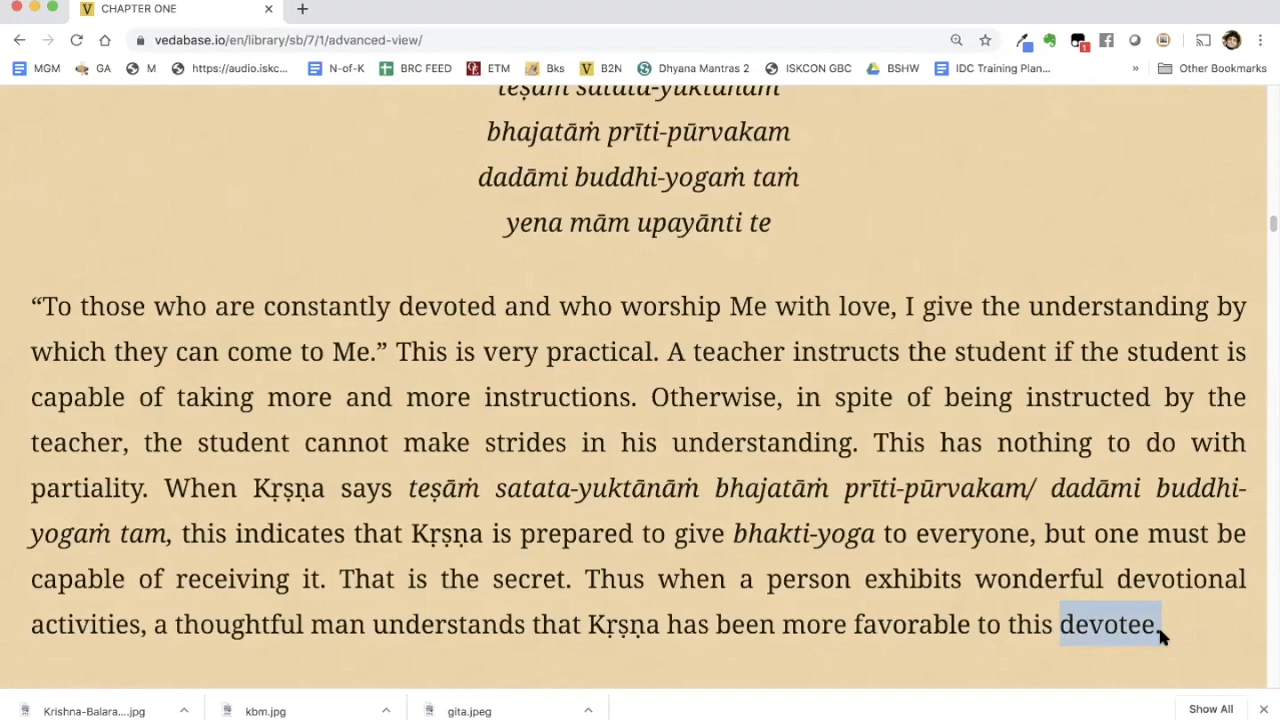 CHAPTER ONE
vedabase.io/en/library/sb/7/1/advanced-view/
MGM GA M https://audio.iskc... N-of-K BRC FEED ETM Bks B2N Dhyana Mantras 2 ISKCON GBC BSHW IDC Training Plan... » Other Bookmarks
teṣāṁ satata-yuktānāṁ
bhajatāṁ prīti-pūrvakam
dadāmi buddhi-yogaṁ taṁ
yena mām upayānti te
“To those who are constantly devoted and who worship Me with love, I give the understanding by
which they can come to Me.” This is very practical. A teacher instructs the student if the student is
capable of taking more and more instructions. Otherwise, in spite of being instructed by the
teacher, the student cannot make strides in his understanding. This has nothing to do with
partiality. When Kṛṣṇa says teṣāṁ satata-yuktānāṁ bhajatāṁ prīti-pūrvakam/ dadāmi buddhi-
yogaṁ tam, this indicates that Kṛṣṇa is prepared to give bhakti-yoga to everyone, but one must be
capable of receiving it. That is the secret. Thus when a person exhibits wonderful devotional
activities, a thoughtful man understands that Kṛṣṇa has been more favorable to this devotee.
Krishna-Balara....jpg kbm.jpg gita.jpeg Show All